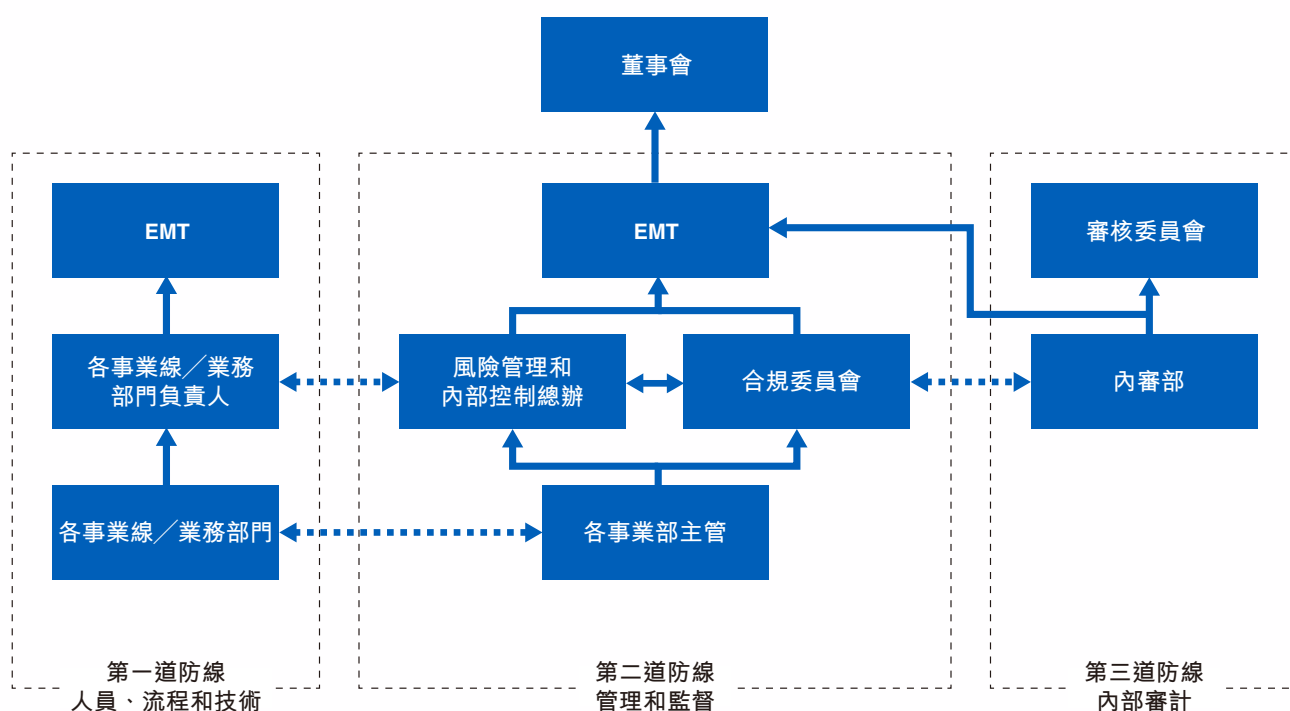 董事會
EMT
EMT
審核委員會
各事業線／業務
部門負責人
風險管理和
內部控制總辦
合規委員會
內審部
各事業線／業務部門
各事業部主管
第一道防線
人員、流程和技術
第二道防線
管理和監督
第三道防線
內部審計